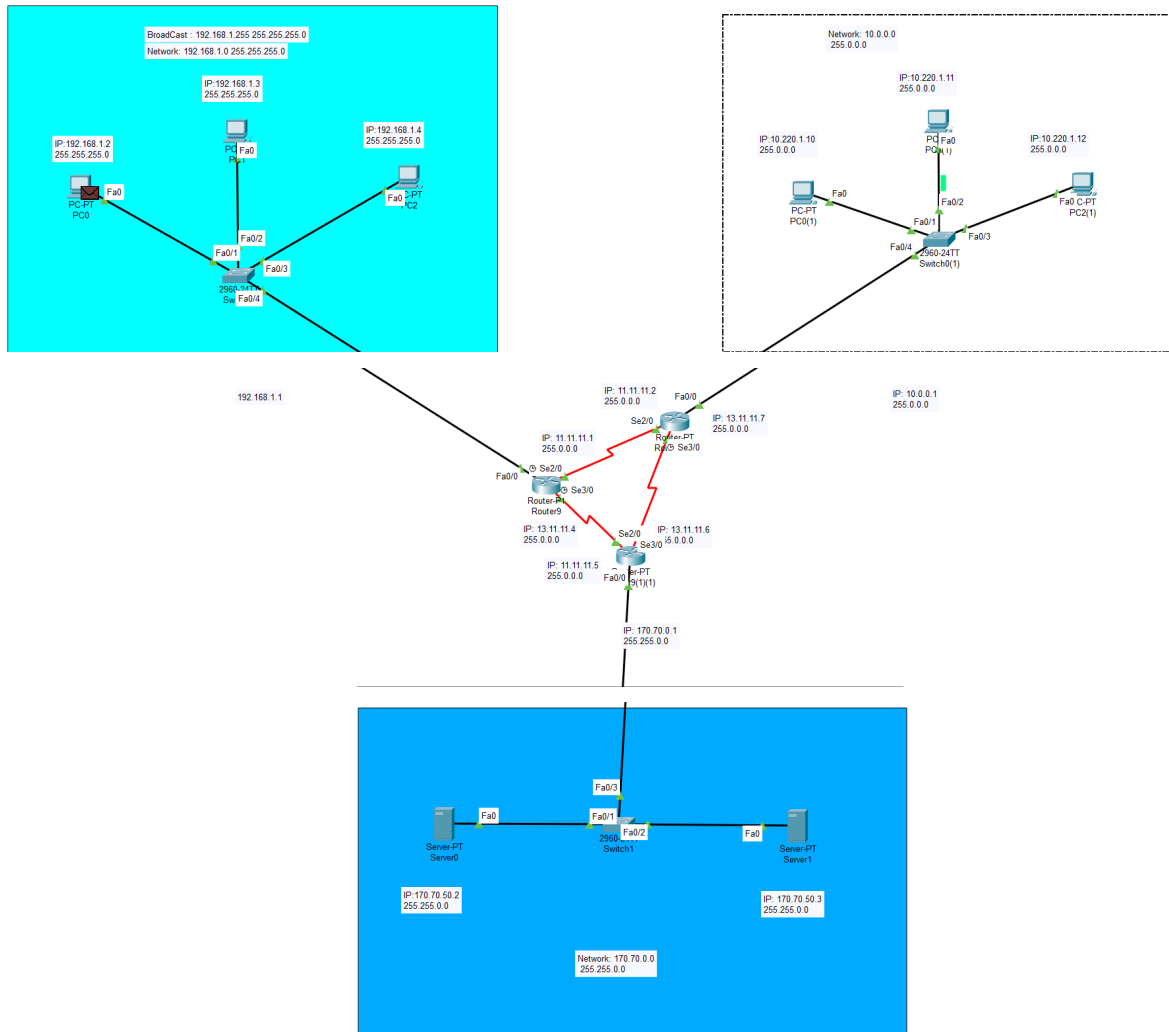 BroadCast : 192.168.1.255 255.255.255.0
Network: 192.168.1.0 255.255.255.0
IP:192.168.1.3
255.255.255.0
IP:192.168.1.2
255.255.255.0
IP:192.168.1.4
255.255.255.0
Fa0
Fa0
Fa0
PC-PT
PC0
PC2
Fa0/1
Fa0/2
Fa0/3
Fa0/4
Network: 10.0.0.0
255.0.0.0
IP:10.220.1.11
255.0.0.0
IP:10.220.1.10
255.0.0.0
IP:10.220.1.12
255.0.0.0
Fa0
Fa0
Fa0
PC-PT
PC0(1)
PC2(1)
Fa0/1
Fa0/2
Fa0/3
Fa0/4
2960-24TT
Switch0(1)
192.168.1.1
IP: 11.11.11.2
255.0.0.0
Fa0/0
IP: 10.0.0.1
255.0.0.0
Se2/0
IP: 13.11.11.7
255.0.0.0
Router-PT
Se3/0
IP: 11.11.11.1
255.0.0.0
Fa0/0
Se2/0
Se3/0
Router-PT
Router9
IP: 13.11.11.4
255.0.0.0
Se2/0
Se3/0
IP: 13.11.11.6
IP: 11.11.11.5
255.0.0.0
Fa0/0
IP: 170.70.0.1
255.255.0.0
Fa0/3
Fa0
Fa0/1
Fa0/2
Fa0
Server-PT
Server0
Switch1
Server-PT
Server1
IP:170.70.50.2
255.255.0.0
IP: 170.70.50.3
255.255.0.0
Network: 170.70.0.0
255.255.0.0